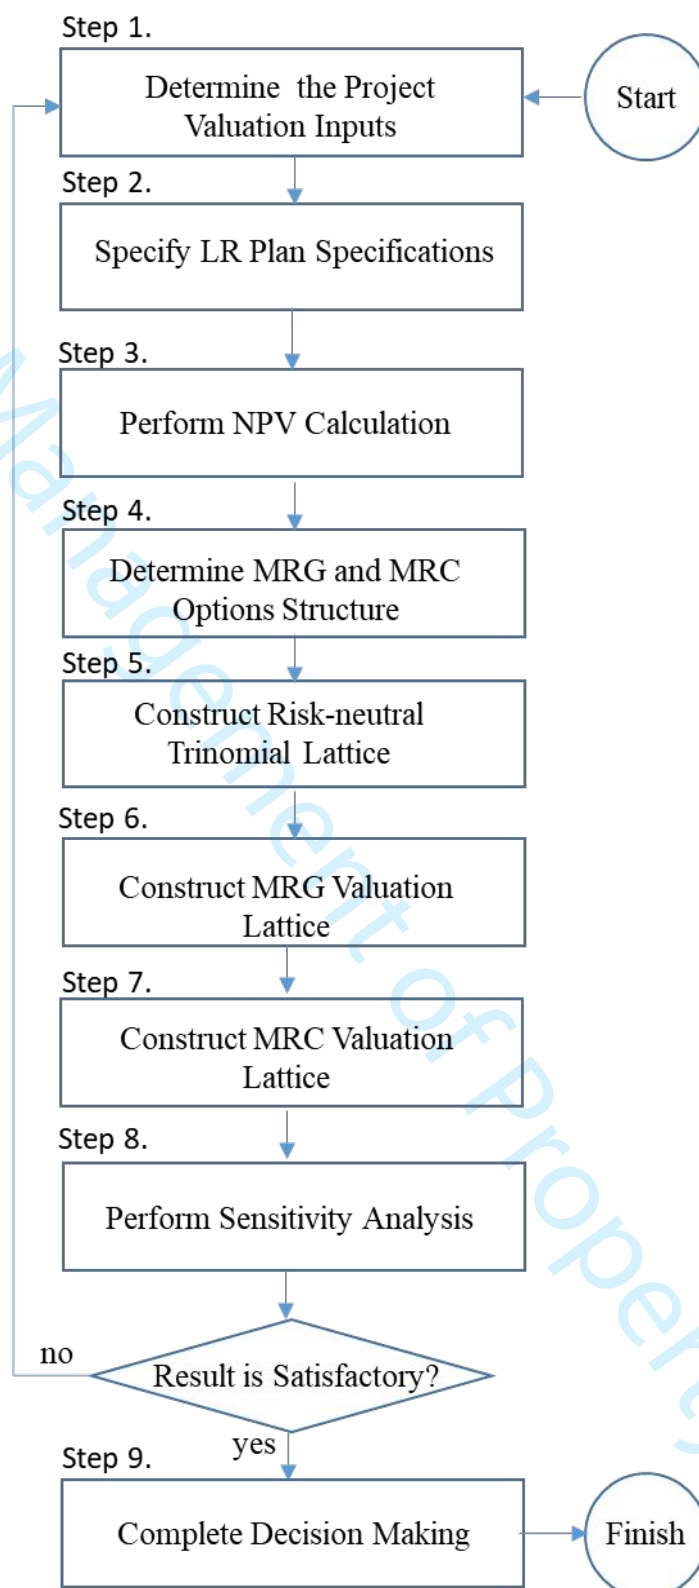 Step 1.
Determine the Project
Valuation Inputs
Start
Step 2.
Specify LR Plan Specifications
Step 3.
Perform NPV Calculation
Step 4.
Determine MRG and MRC
Options Structure
Step 5.
Construct Risk-neutral
Trinomial Lattice
Step 6.
Construct MRG Valuation
Lattice
Step 7.
Construct MRC Valuation
Lattice
Step 8.
Perform Sensitivity Analysis
no
Result is Satisfactory?
yes
Step 9.
Complete Decision Making
Finish
Management of Property